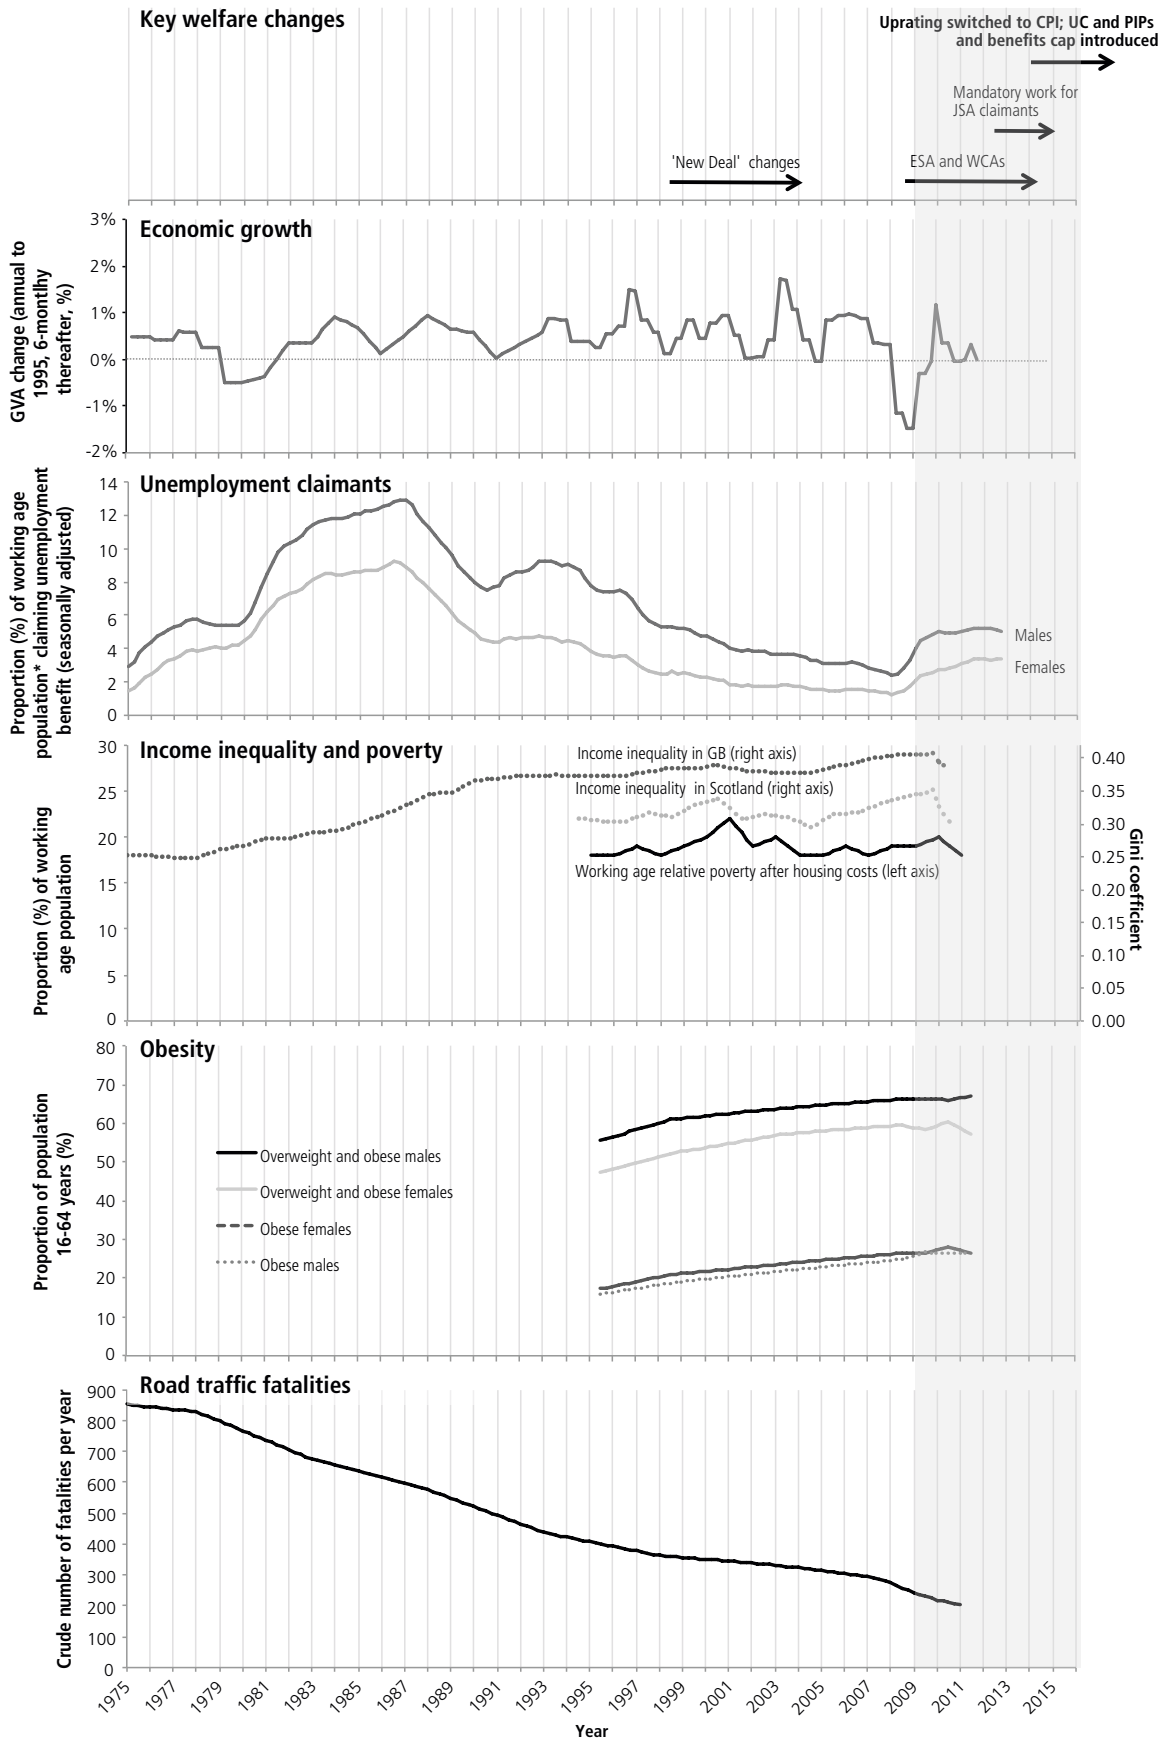 Key welfare changes
Uprating switched to CPI; UC and PIPs
and benefits cap introduced
Mandatory work for
JSA claimants
'New Deal' changes
ESA and WCAs
Economic growth
GVA change (annual to
1995, 6-montlhy
thereafter, %)
3%
2%
1%
0%
-1%
-2%
Unemployment claimants
Proportion (%) of working age
population* claiming unemployment
benefit (seasonally adjusted)
14
12
10
8
6
4
2
0
Males
Females
Income inequality and poverty
Proportion (%) of working
age population
30
25
20
15
10
5
0
Income inequality in GB (right axis)
Income inequality in Scotland (right axis)
Working age relative poverty after housing costs (left axis)
0.40
0.35
0.30
0.25
0.20
0.15
0.10
0.05
0.00
Gini coefficient
Obesity
Proportion of population
16-64 years (%)
80
70
60
50
40
30
20
10
0
Overweight and obese males
Overweight and obese females
Obese females
Obese males
Road traffic fatalities
Crude number of fatalities per year
900
800
700
600
500
400
300
200
100
0
1975
1977
1979
1981
1983
1985
1987
1989
1991
1993
1995
1997
1999
2001
2003
2005
2007
2009
2011
2013
2015
Year